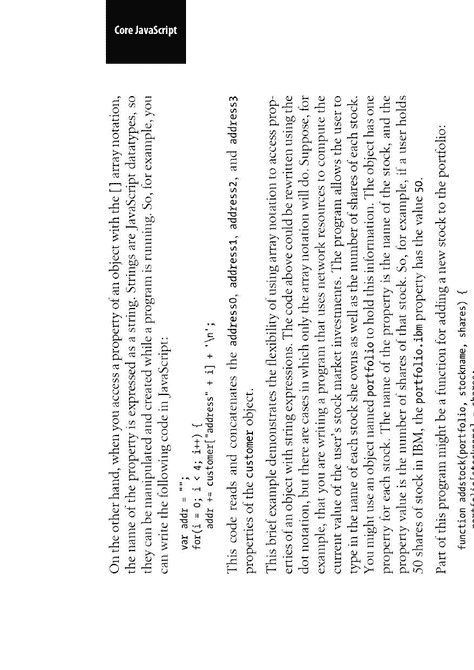 Core JavaScript
On the other hand, when you access a property of an object with the [] array notation,
the name of the property is expressed as a string. Strings are JavaScript datatypes, so
they can be manipulated and created while a program is running. So, for example, you
can write the following code in JavaScript:
var addr = "";
for(i = 0; i < 4; i++) {
addr += customer["address" + i] + '\n';
This code reads and concatenates the address0, address1, address2, and address3
properties of the customer object.
This brief example demonstrates the flexibility of using array notation to access prop-
erties of an object with string expressions. The code above could be rewritten using the
dot notation, but there are cases in which only the array notation will do. Suppose, for
example, that you are writing a program that uses network resources to compute the
current value of the user's stock market investments. The program allows the user to
type in the name of each stock she owns as well as the number of shares of each stock.
You might use an object named portfolio to hold this information. The object has one
property for each stock. The name of the property is the name of the stock, and the
property value is the number of shares of that stock. So, for example, if a user holds
50 shares of stock in IBM, the portfolio.ibm property has the value 50.
Part of this program might be a function for adding a new stock to the portfolio:
function addstock(portfolio, stockname, shares) {